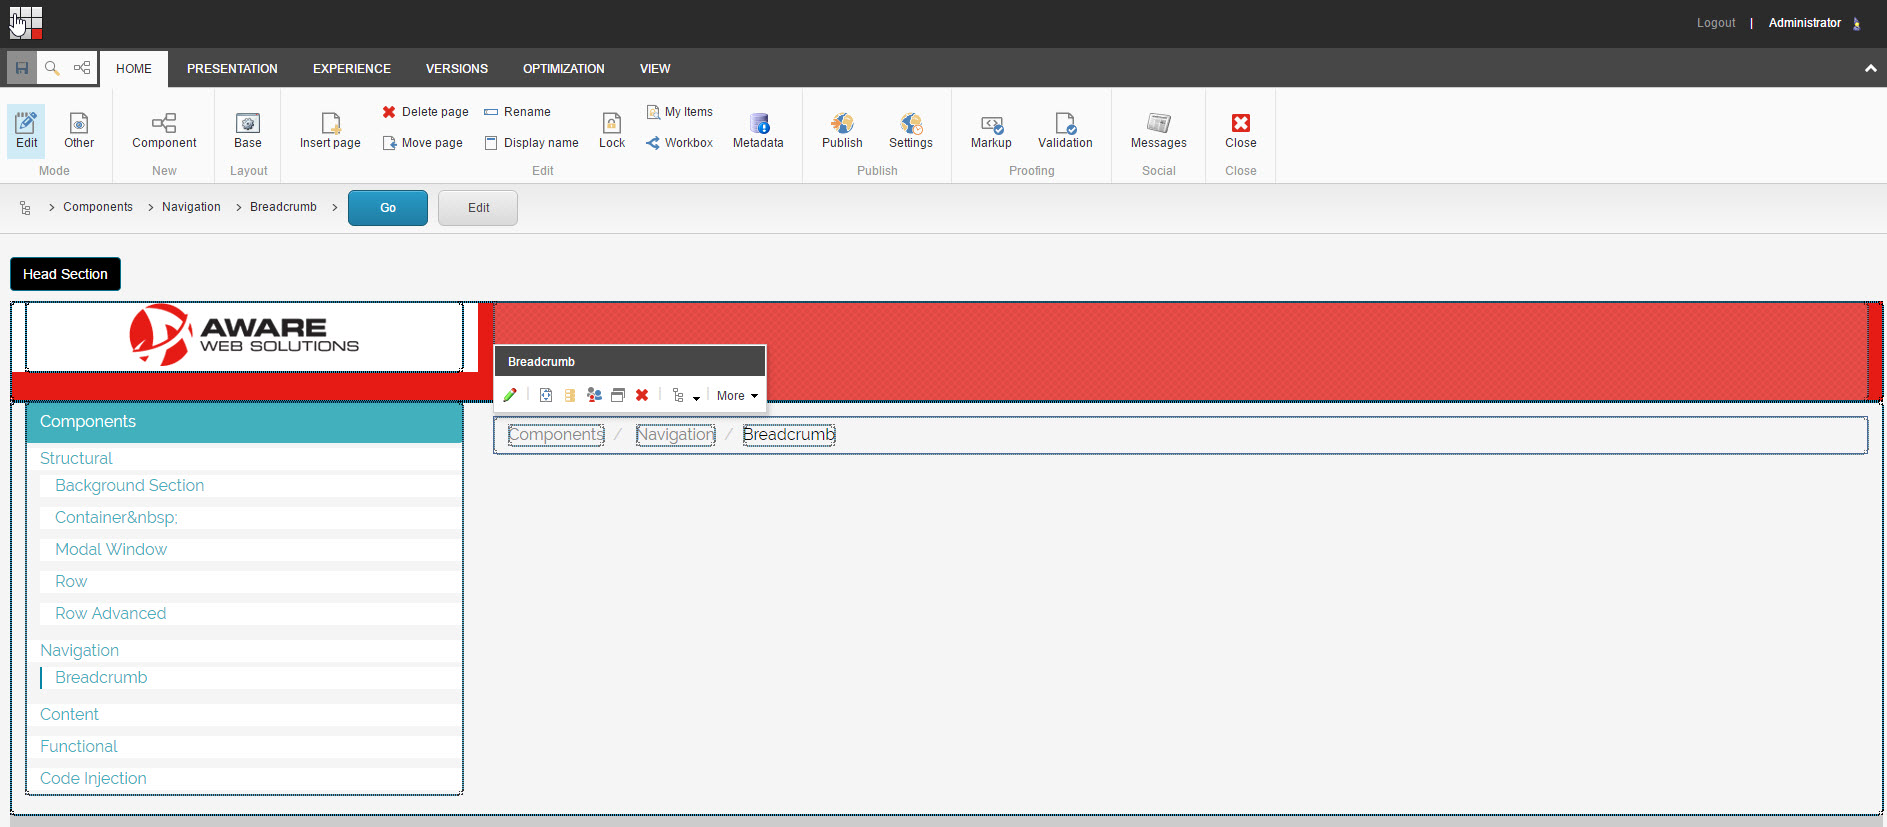 Logout | Administrator
HOME PRESENTATION EXPERIENCE VERSIONS OPTIMIZATION VIEW
Delete page Rename My Items
Edit Other Component Base Insert page Move page Display name Lock Workbox Metadata Publish Settings Markup Validation Messages Close
Mode New Layout Edit Publish Proofing Social Close
> Components > Navigation > Breadcrumb > Go Edit
Head Section
AWARE
WEB SOLUTIONS
Breadcrumb
More
Components / Navigation / Breadcrumb
Components
Structural
Background Section
Container&nbsp;
Modal Window
Row
Row Advanced
Navigation
Breadcrumb
Content
Functional
Code Injection